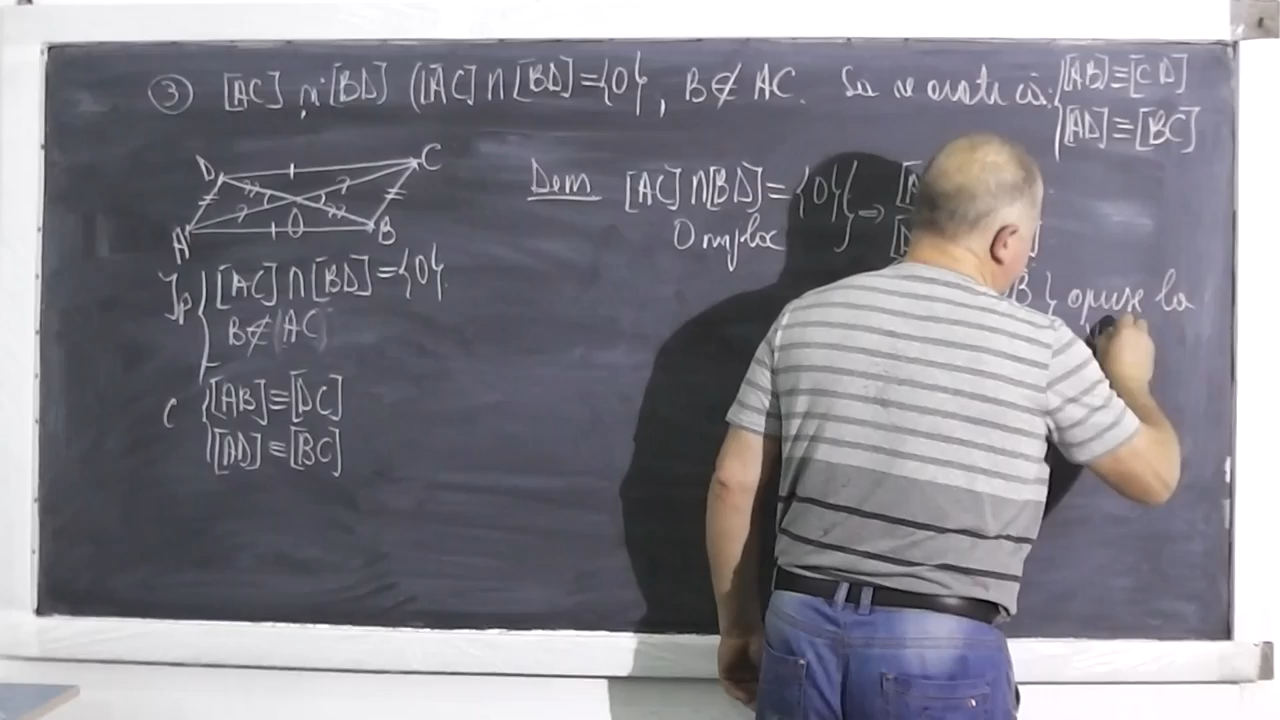 ③ [AC] și [BD] ([AC] ∩ [BD] = {O}, B ∉ AC. Să se arate că: { [AB] ≡ [CD]
{ [AD] ≡ [BC]
D C
A O B
Dem [AC] ∩ [BD] = {O} } ⇒
O mijloc
Ip { [AC] ∩ [BD] = {O}
B ∉ AC
C { [AB] ≡ [DC]
[AD] ≡ [BC]
B } opuse la